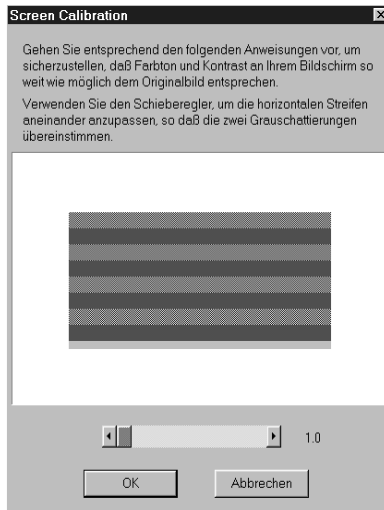 Screen Calibration
Gehen Sie entsprechend den folgenden Anweisungen vor, um
sicherzustellen, daß Farbton und Kontrast an Ihrem Bildschirm so
weit wie möglich dem Originalbild entsprechen.
Verwenden Sie den Schieberegler, um die horizontalen Streifen
aneinander anzupassen, so daß die zwei Grauschattierungen
übereinstimmen.
1.0
OK Abbrechen